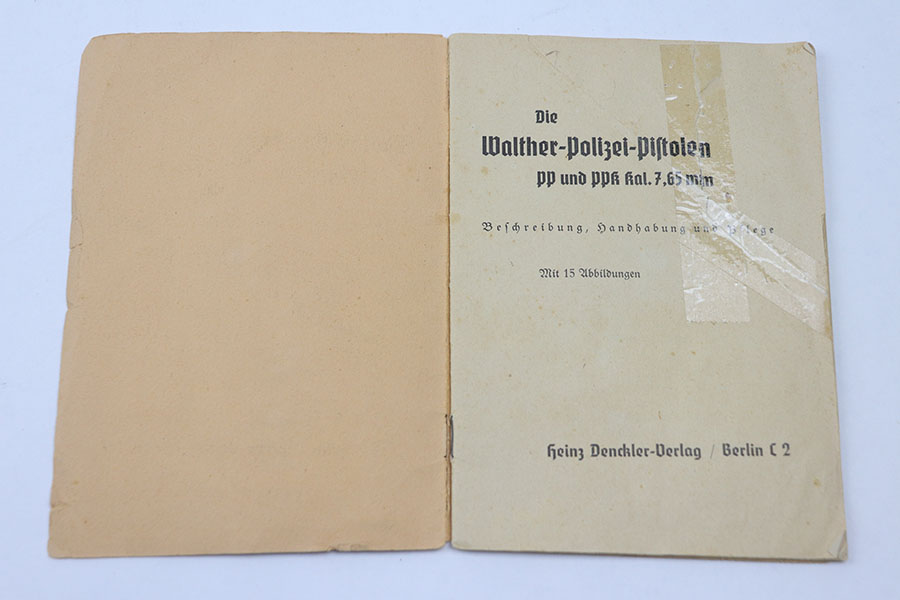 Die
Walther-Polizei-Pistolen
PP und PPK Kal. 7,65 mm
Beschreibung, Handhabung und Pflege
Mit 15 Abbildungen
Heinz Denckler-Verlag / Berlin C 2